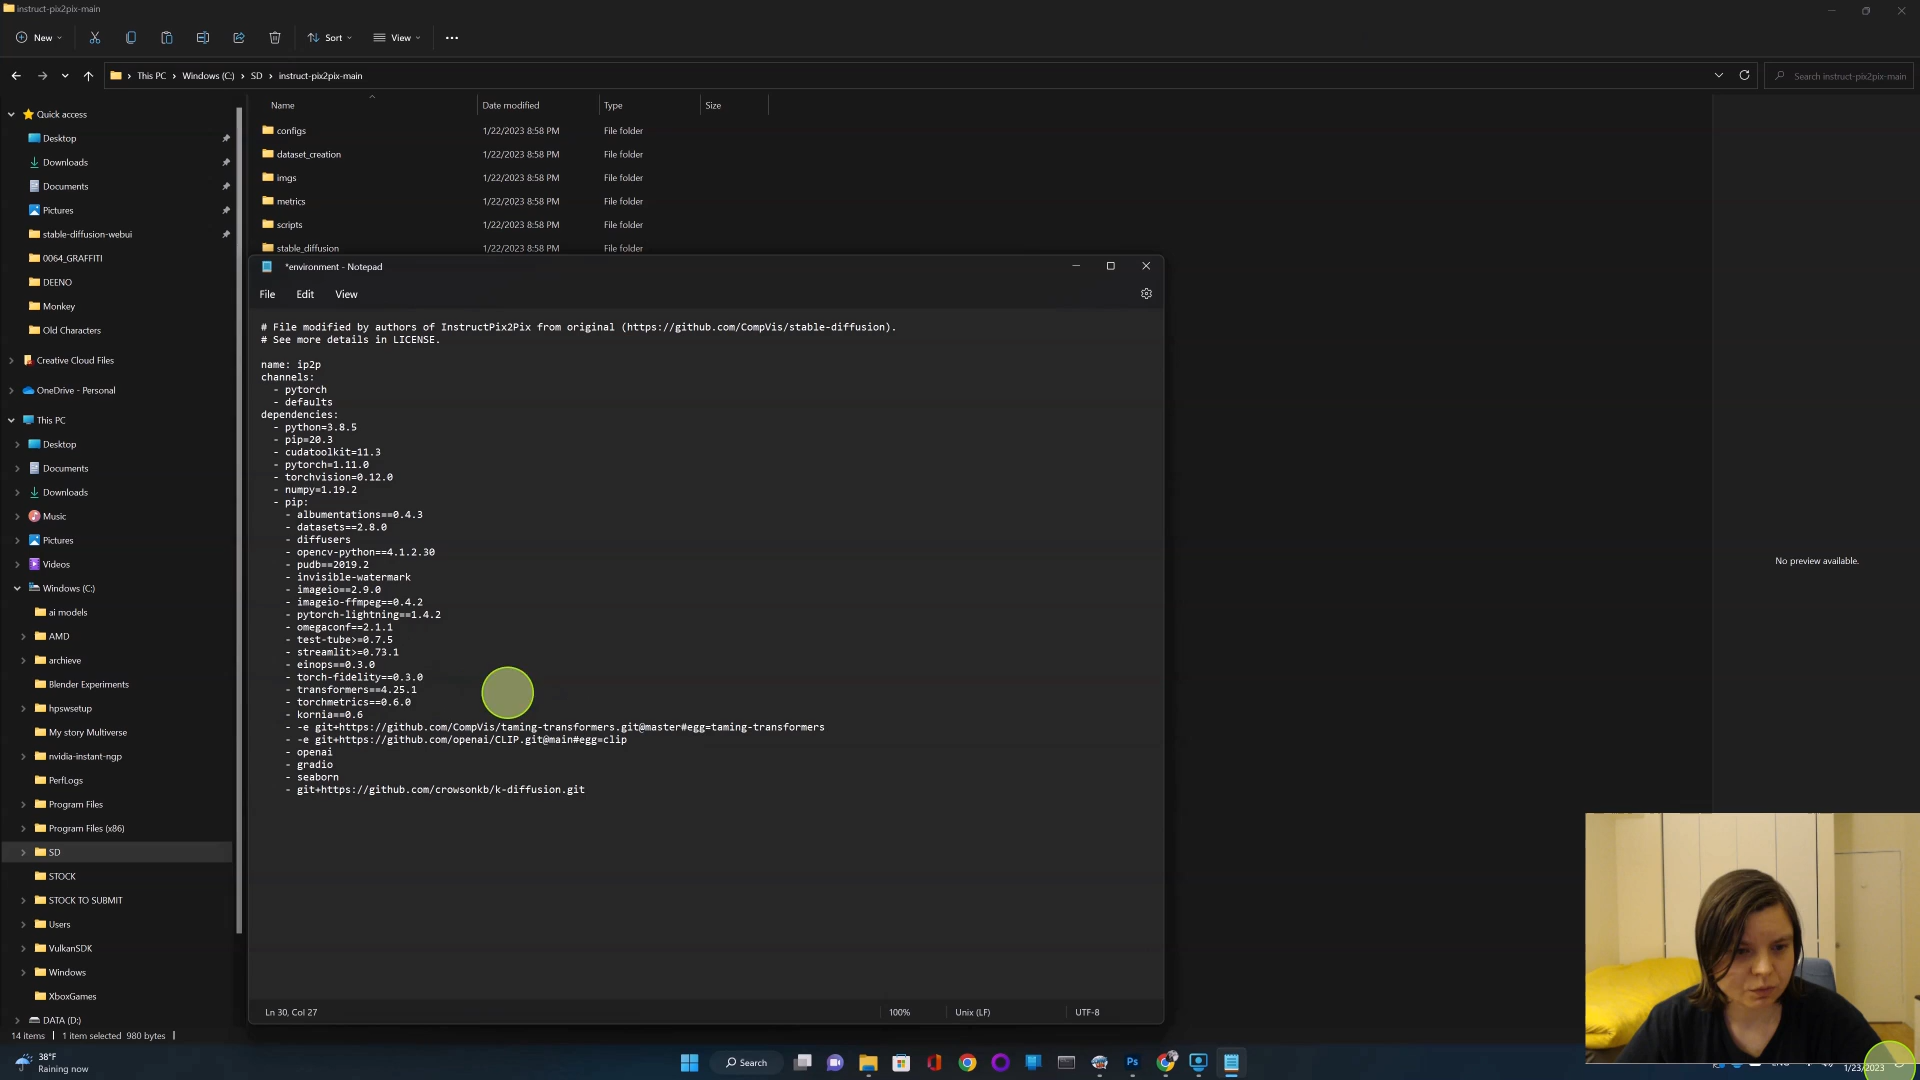 instruct-pix2pix-main
New
Sort
View
This PC > Windows (C:) > SD > instruct-pix2pix-main
Search instruct-pix2pix-main
Name
Date modified
Type
Size
configs 1/22/2023 8:58 PM File folder
dataset_creation 1/22/2023 8:58 PM File folder
imgs 1/22/2023 8:58 PM File folder
metrics 1/22/2023 8:58 PM File folder
scripts 1/22/2023 8:58 PM File folder
stable_diffusion 1/22/2023 8:58 PM File folder
Quick access
Desktop
Downloads
Documents
Pictures
stable-diffusion-webui
0064_GRAFFITI
DEENO
Monkey
Old Characters
Creative Cloud Files
OneDrive - Personal
This PC
Desktop
Documents
Downloads
Music
Pictures
Videos
Windows (C:)
ai models
AMD
archieve
Blender Experiments
hpswsetup
My story Multiverse
nvidia-instant-ngp
PerfLogs
Program Files
Program Files (x86)
SD
STOCK
STOCK TO SUBMIT
Users
VulkanSDK
Windows
XboxGames
DATA (D:)
14 items
1 item selected 980 bytes
*environment - Notepad
File
Edit
View
# File modified by authors of InstructPix2Pix from original (https://github.com/CompVis/stable-diffusion).
# See more details in LICENSE.
name: ip2p
channels:
- pytorch
- defaults
dependencies:
- python=3.8.5
- pip=20.3
- cudatoolkit=11.3
- pytorch=1.11.0
- torchvision=0.12.0
- numpy=1.19.2
- pip:
- albumentations==0.4.3
- datasets==2.8.0
- diffusers
- opencv-python==4.1.2.30
- pudb==2019.2
- invisible-watermark
- imageio==2.9.0
- imageio-ffmpeg==0.4.2
- pytorch-lightning==1.4.2
- omegaconf==2.1.1
- test-tube>=0.7.5
- streamlit>=0.73.1
- einops==0.3.0
- torch-fidelity==0.3.0
- transformers==4.25.1
- torchmetrics==0.6.0
- kornia==0.6
- -e git+https://github.com/CompVis/taming-transformers.git@master#egg=taming-transformers
- -e git+https://github.com/openai/CLIP.git@main#egg=clip
- openai
- gradio
- seaborn
- git+https://github.com/crowsonkb/k-diffusion.git
Ln 30, Col 27
100%
Unix (LF)
UTF-8
No preview available.
38°F
Raining now
Search
Ps
1/23/2023